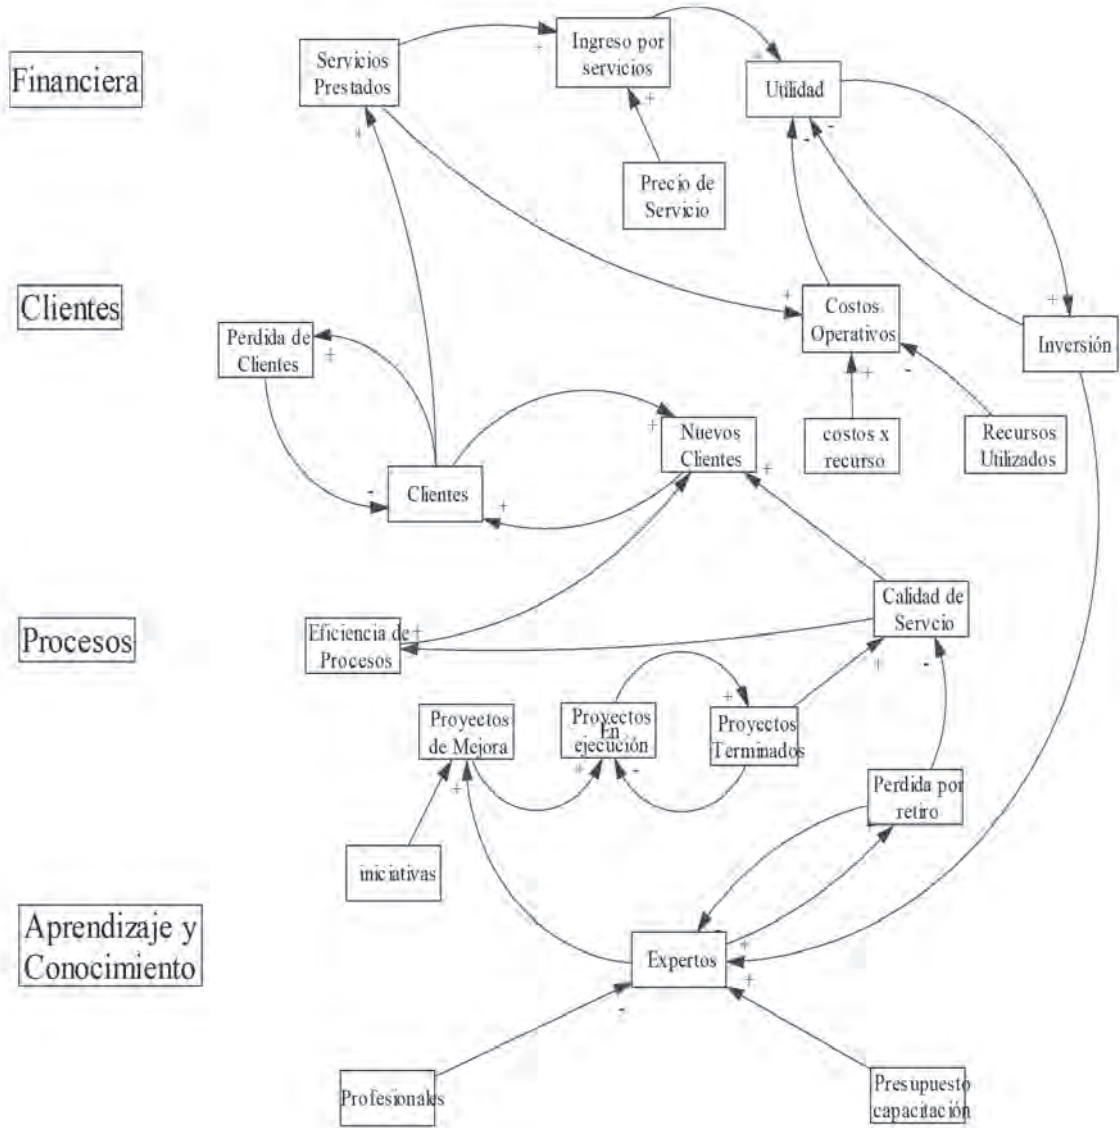 Financiera
Servicios
Prestados
Ingreso por
servicios
Utilidad
Precio de
Servicio
Clientes
Perdida de
Clientes
Costos
Operativos
Inversión
Nuevos
Clientes
costos x
recurso
Recursos
Utilizados
Clientes
Procesos
Eficiencia de
Procesos
Calidad de
Servcio
Proyectos
de Mejora
Proyectos
En
ejecución
Proyectos
Terminados
Perdida por
retiro
iniciativas
Aprendizaje y
Conocimiento
Expertos
Profesionales
Presupuesto
capacitación